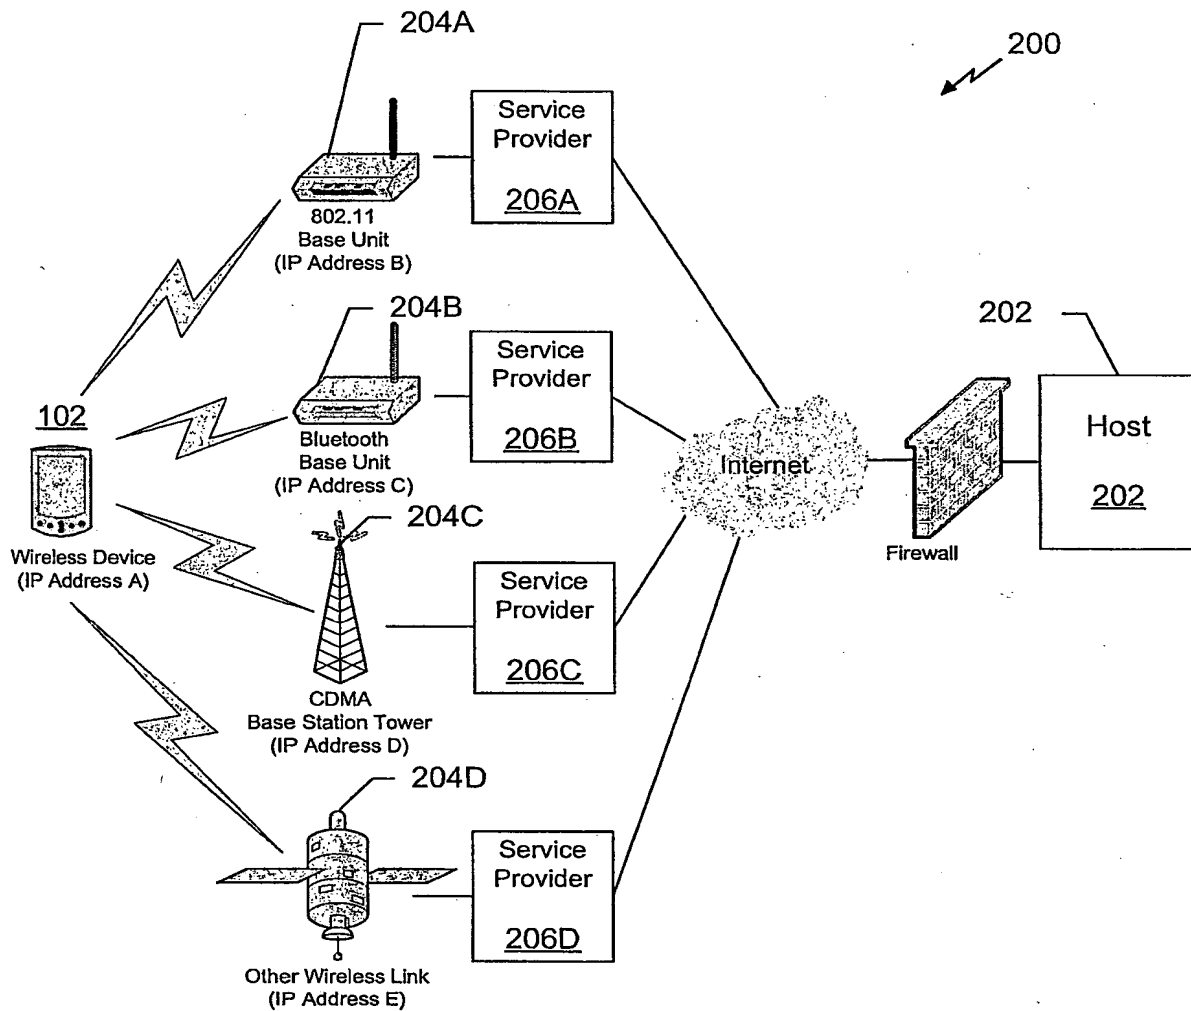 204A
200
Service
Provider
206A
802.11
Base Unit
(IP Address B)
204B
Service
Provider
206B
202
Host
202
102
Bluetooth
Base Unit
(IP Address C)
Internet
Firewall
Wireless Device
(IP Address A)
204C
Service
Provider
206C
CDMA
Base Station Tower
(IP Address D)
204D
Service
Provider
206D
Other Wireless Link
(IP Address E)